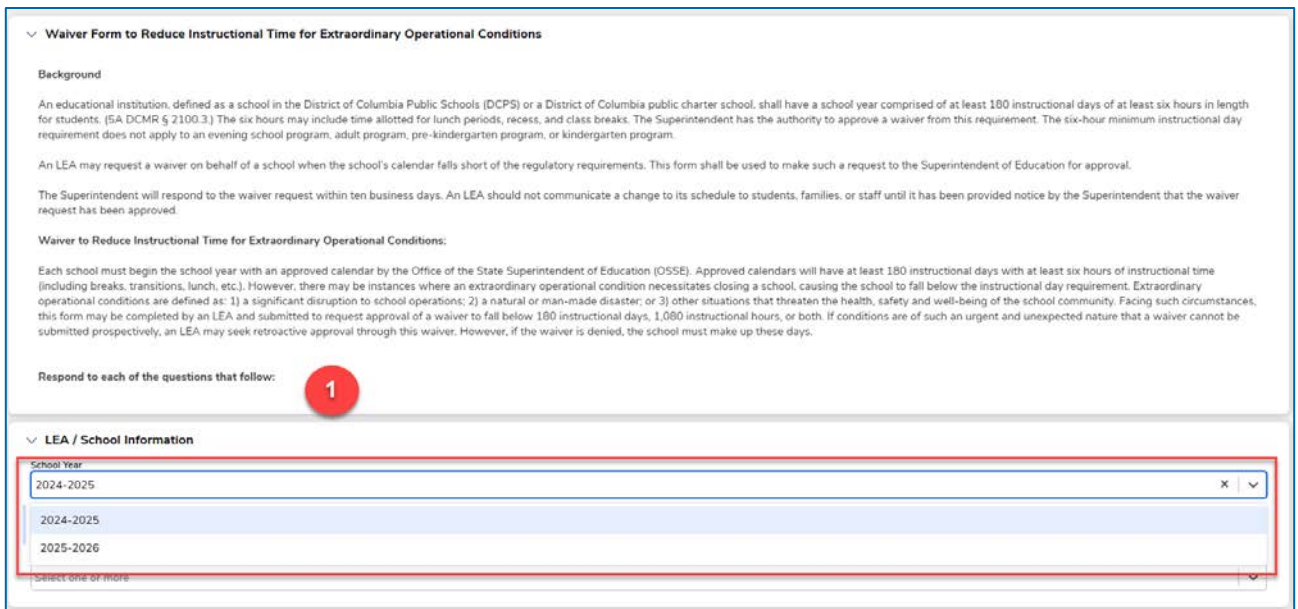 Waiver Form to Reduce Instructional Time for Extraordinary Operational Conditions
Background
An educational institution, defined as a school in the District of Columbia Public Schools (DCPS) or a District of Columbia public charter school, shall have a school year comprised of at least 180 instructional days of at least six hours in length
for students. (5A DCMR § 2100.3.) The six hours may include time allotted for lunch periods, recess, and class breaks. The Superintendent has the authority to approve a waiver from this requirement. The six-hour minimum instructional day
requirement does not apply to an evening school program, adult program, pre-kindergarten program, or kindergarten program.
An LEA may request a waiver on behalf of a school when the school's calendar falls short of the regulatory requirements. This form shall be used to make such a request to the Superintendent of Education for approval.
The Superintendent will respond to the waiver request within ten business days. An LEA should not communicate a change to its schedule to students, families, or staff until it has been provided notice by the Superintendent that the waiver
request has been approved.
Waiver to Reduce Instructional Time for Extraordinary Operational Conditions:
Each school must begin the school year with an approved calendar by the Office of the State Superintendent of Education (OSSE). Approved calendars will have at least 180 instructional days with at least six hours of instructional time
(including breaks, transitions, lunch, etc.). However, there may be instances where an extraordinary operational condition necessitates closing a school, causing the school to fall below the instructional day requirement. Extraordinary
operational conditions are defined as: 1) a significant disruption to school operations; 2) a natural or man-made disaster; or 3) other situations that threaten the health, safety and well-being of the school community. Facing such circumstances,
this form may be completed by an LEA and submitted to request approval of a waiver to fall below 180 instructional days, 1,080 instructional hours, or both. If conditions are of such an urgent and unexpected nature that a waiver cannot be
submitted prospectively, an LEA may seek retroactive approval through this waiver. However, if the waiver is denied, the school must make up these days.
Respond to each of the questions that follow:
1
LEA / School Information
School Year
2024-2025
2024-2025
2025-2026
Select one or more